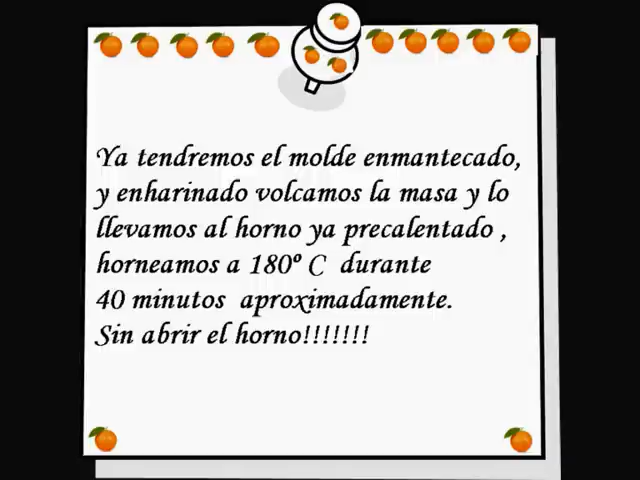 Ya tendremos el molde enmantecado,
y enharinado volcamos la masa y lo
llevamos al horno ya precalentado ,
horneamos a 180º C durante
40 minutos aproximadamente.
Sin abrir el horno!!!!!!!